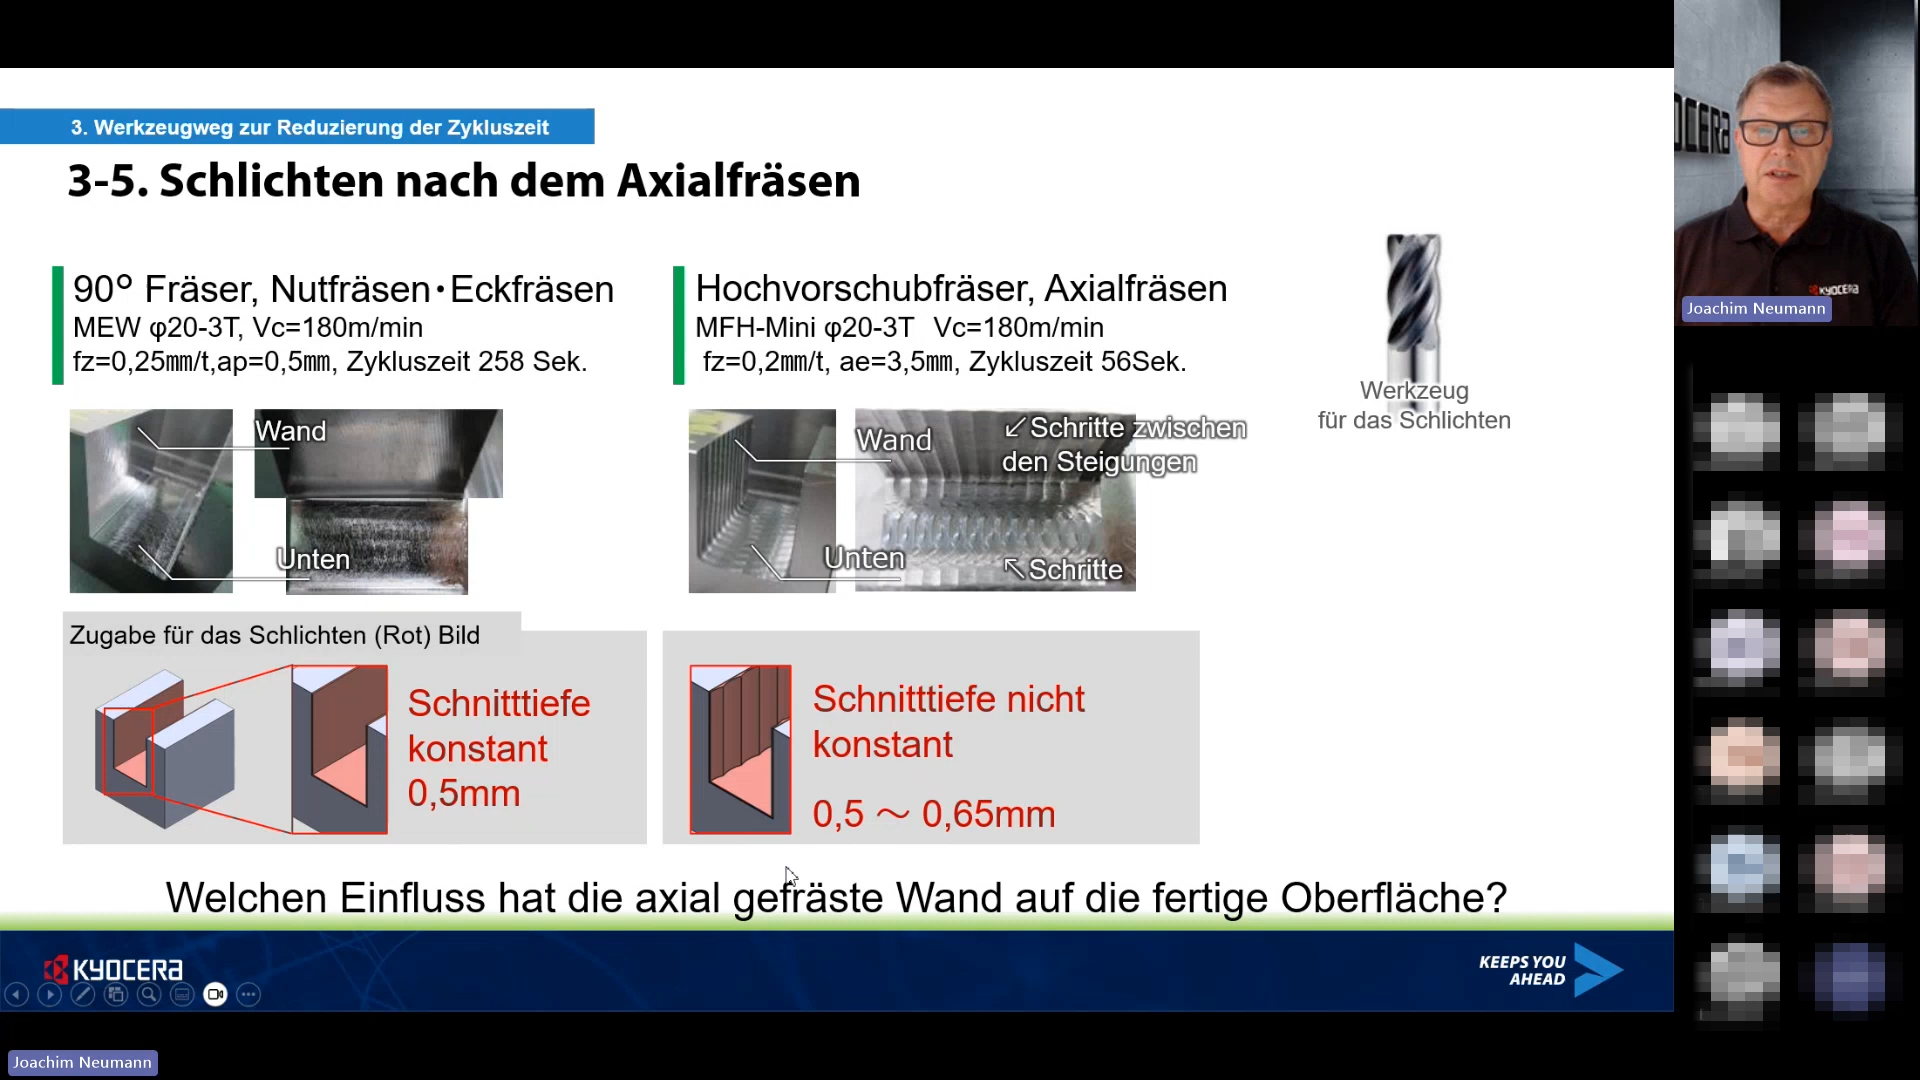 3. Werkzeugweg zur Reduzierung der Zykluszeit
3-5. Schlichten nach dem Axialfräsen
90° Fräser, Nutfräsen・Eckfräsen
MEW φ20-3T, Vc=180m/min
fz=0,25㎜/t,ap=0,5㎜, Zykluszeit 258 Sek.
Wand
Unten
Hochvorschubfräser, Axialfräsen
MFH-Mini φ20-3T Vc=180m/min
fz=0,2㎜/t, ae=3,5㎜, Zykluszeit 56Sek.
Wand
↙Schritte zwischen
den Steigungen
Unten
↖Schritte
Werkzeug
für das Schlichten
Zugabe für das Schlichten (Rot) Bild
Schnitttiefe
konstant
0,5mm
Schnitttiefe nicht
konstant
0,5 ～ 0,65mm
Welchen Einfluss hat die axial gefräste Wand auf die fertige Oberfläche?
KYOCERA
KEEPS YOU
AHEAD
Joachim Neumann
OCERA
KYOCERA
Joachim Neumann